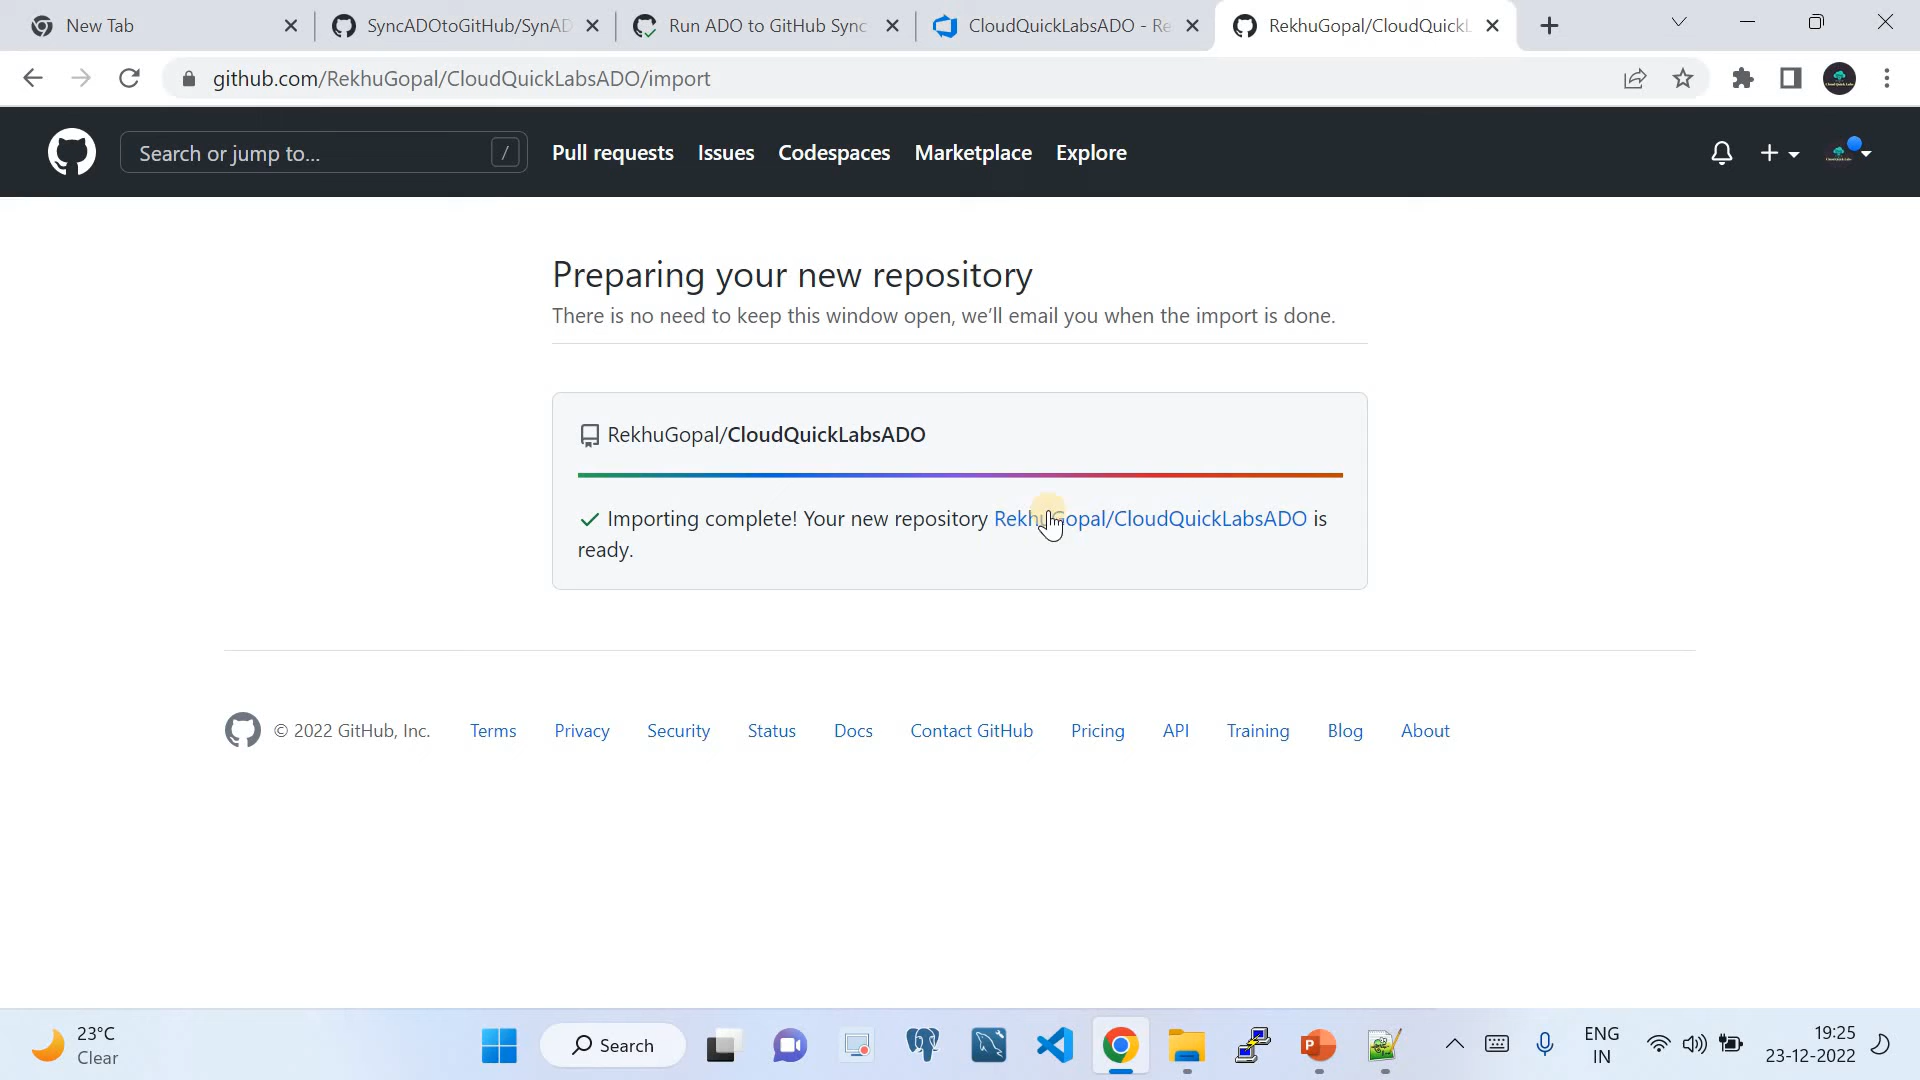 New Tab
SyncADOtoGitHub/SynAD
Run ADO to GitHub Sync
CloudQuickLabsADO - Re
RekhuGopal/CloudQuickL
github.com/RekhuGopal/CloudQuickLabsADO/import
Search or jump to...
/
Pull requests
Issues
Codespaces
Marketplace
Explore
Preparing your new repository
There is no need to keep this window open, we'll email you when the import is done.
RekhuGopal/CloudQuickLabsADO
Importing complete! Your new repository RekhuGopal/CloudQuickLabsADO is
ready.
© 2022 GitHub, Inc.
Terms
Privacy
Security
Status
Docs
Contact GitHub
Pricing
API
Training
Blog
About
23°C
Clear
Search
ENG
IN
19:25
23-12-2022